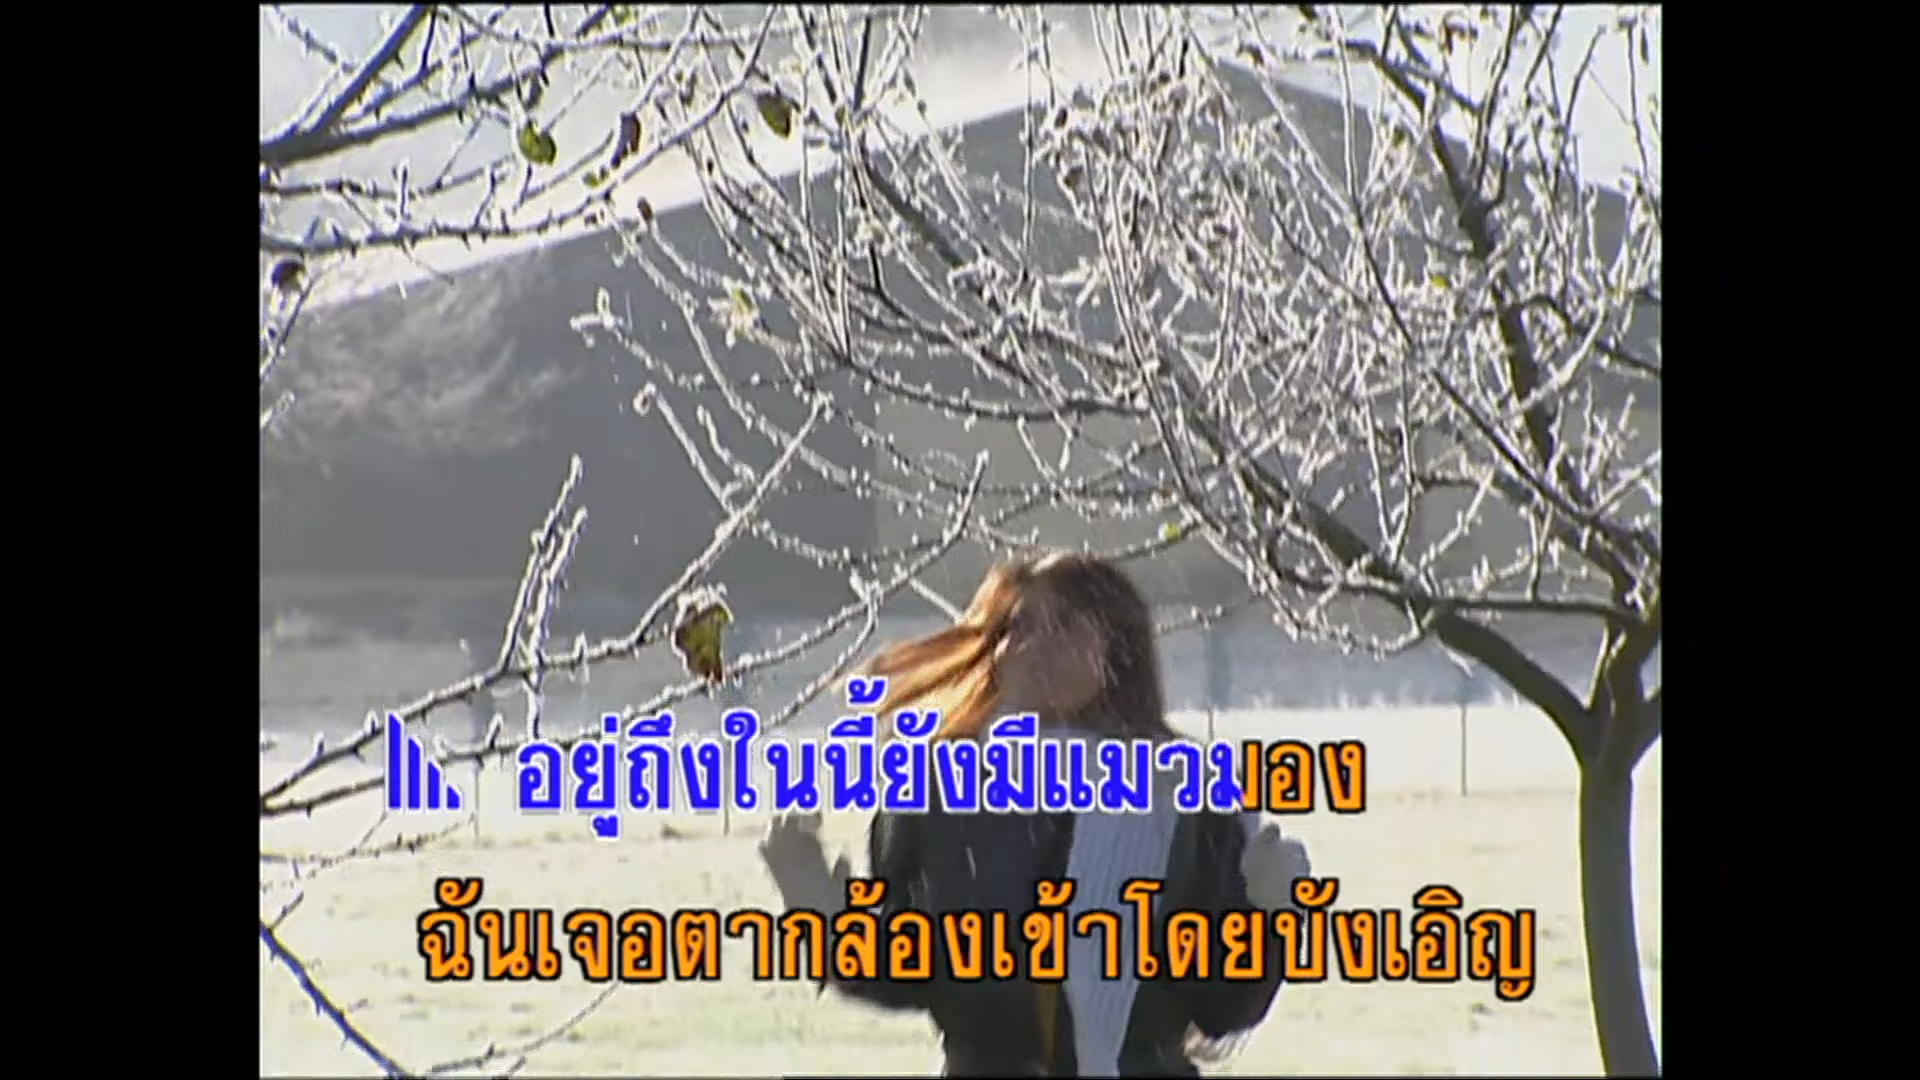 อยู่ถึงในนี้ยังมีแมวมอง
ฉันเจอตากล้องเข้าโดยบังเอิญ